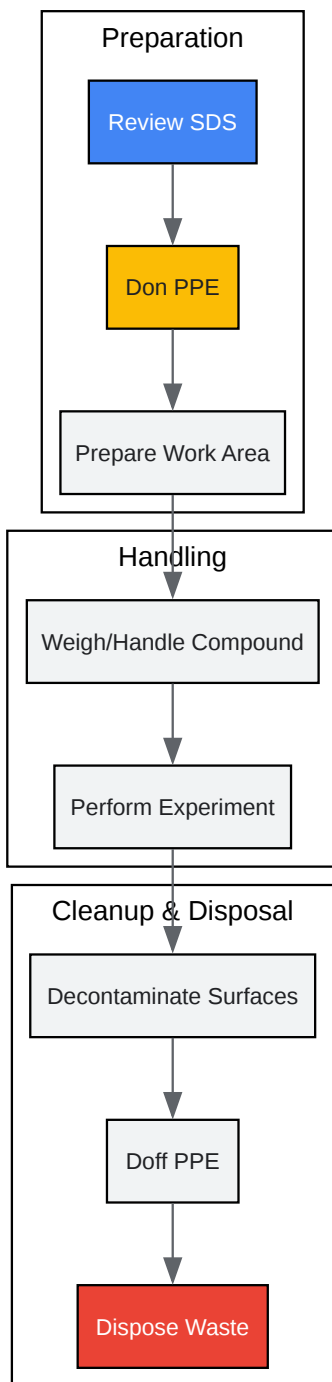 Preparation
Review SDS
Don PPE
Prepare Work Area
Handling
Weigh/Handle Compound
Perform Experiment
Cleanup & Disposal
Decontaminate Surfaces
Doff PPE
Dispose Waste